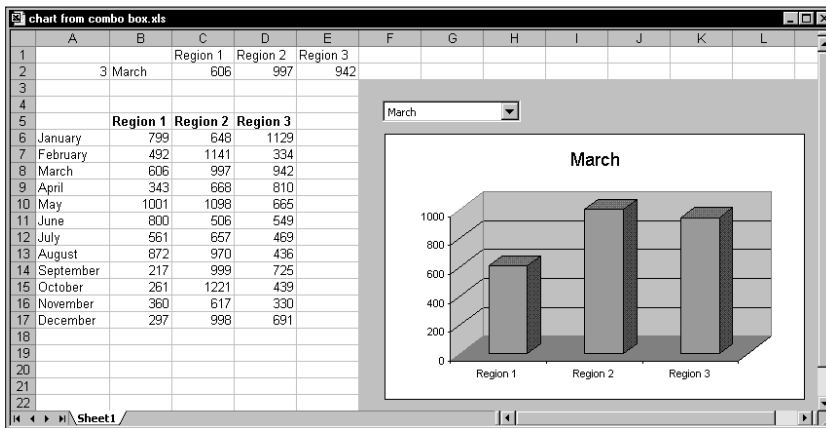 chart from combo box.xls
A B C D E F G H I J K L
1 Region 1 Region 2 Region 3
2 3 March 606 997 942
3
4
5 Region 1 Region 2 Region 3
6 January 799 648 1129
7 February 492 1141 334
8 March 606 997 942
9 April 343 668 810
10 May 1001 1098 665
11 June 800 506 549
12 July 561 657 469
13 August 872 970 436
14 September 217 999 725
15 October 261 1221 439
16 November 360 617 330
17 December 297 998 691
18
19
20
21
22
March
March
1000
800
600
400
200
0
Region 1 Region 2 Region 3
Sheet1